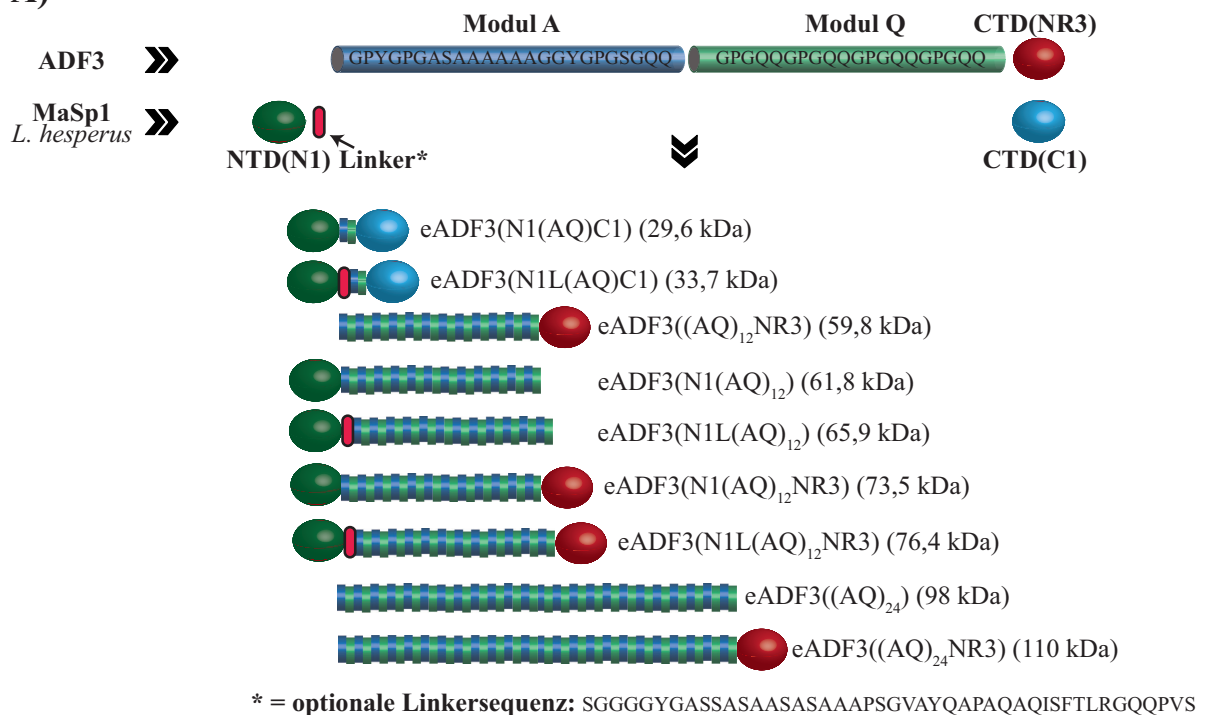 A)
Modul A Modul Q CTD(NR3)
ADF3 GPYGPGASAAAAAAGGYGPGSGQQ GPGQQGPGQQGPGQQGPGQQ
MaSp1
L. hesperus
NTD(N1) Linker* CTD(C1)
eADF3(N1(AQ)C1) (29,6 kDa)
eADF3(N1L(AQ)C1) (33,7 kDa)
eADF3((AQ)₁₂NR3) (59,8 kDa)
eADF3(N1(AQ)₁₂) (61,8 kDa)
eADF3(N1L(AQ)₁₂) (65,9 kDa)
eADF3(N1(AQ)₁₂NR3) (73,5 kDa)
eADF3(N1L(AQ)₁₂NR3) (76,4 kDa)
eADF3((AQ)₂₄) (98 kDa)
eADF3((AQ)₂₄NR3) (110 kDa)
* = optionale Linkersequenz: SGGGGYGASSASAASASAAAPSGVAYQAPAQAQISFTLRGQQPVS